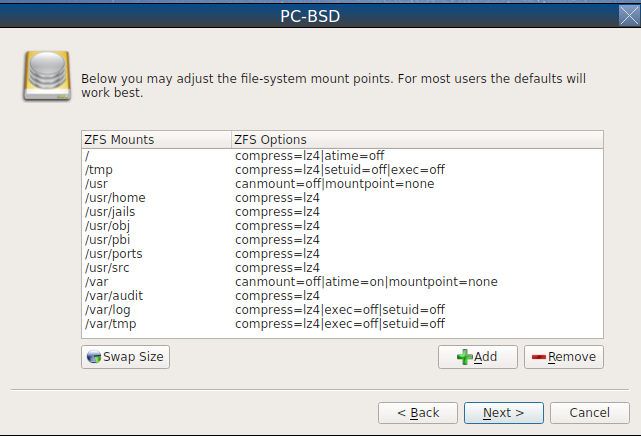 PC-BSD
Below you may adjust the file-system mount points. For most users the defaults will
work best.
ZFS Mounts ZFS Options
/ compress=lz4|atime=off
/tmp compress=lz4|setuid=off|exec=off
/usr canmount=off|mountpoint=none
/usr/home compress=lz4
/usr/jails compress=lz4
/usr/obj compress=lz4
/usr/pbi compress=lz4
/usr/ports compress=lz4
/usr/src compress=lz4
/var canmount=off|atime=on|mountpoint=none
/var/audit compress=lz4
/var/log compress=lz4|exec=off|setuid=off
/var/tmp compress=lz4|exec=off|setuid=off
Swap Size Add Remove
< Back Next > Cancel